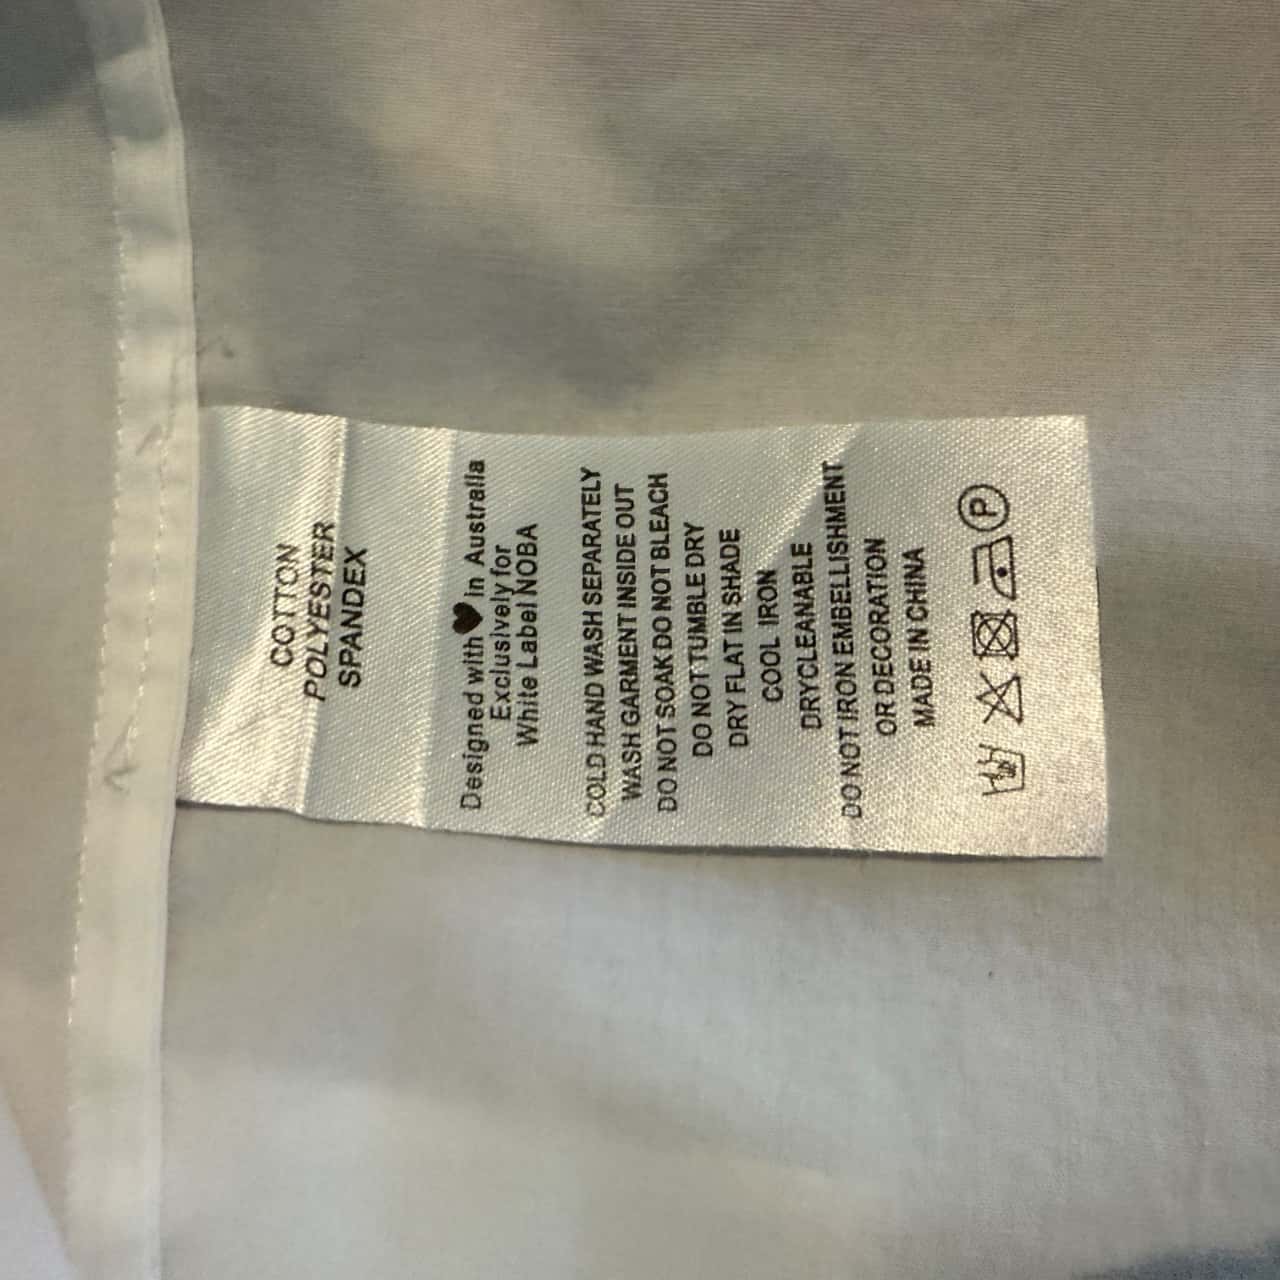 COTTON
POLYESTER
SPANDEX
Designed with ♥ in Australia
Exclusively for
White Label NOBA
COLD HAND WASH SEPARATELY
WASH GARMENT INSIDE OUT
DO NOT SOAK DO NOT BLEACH
DO NOT TUMBLE DRY
DRY FLAT IN SHADE
COOL IRON
DRYCLEANABLE
DO NOT IRON EMBELLISHMENT
OR DECORATION
MADE IN CHINA
P